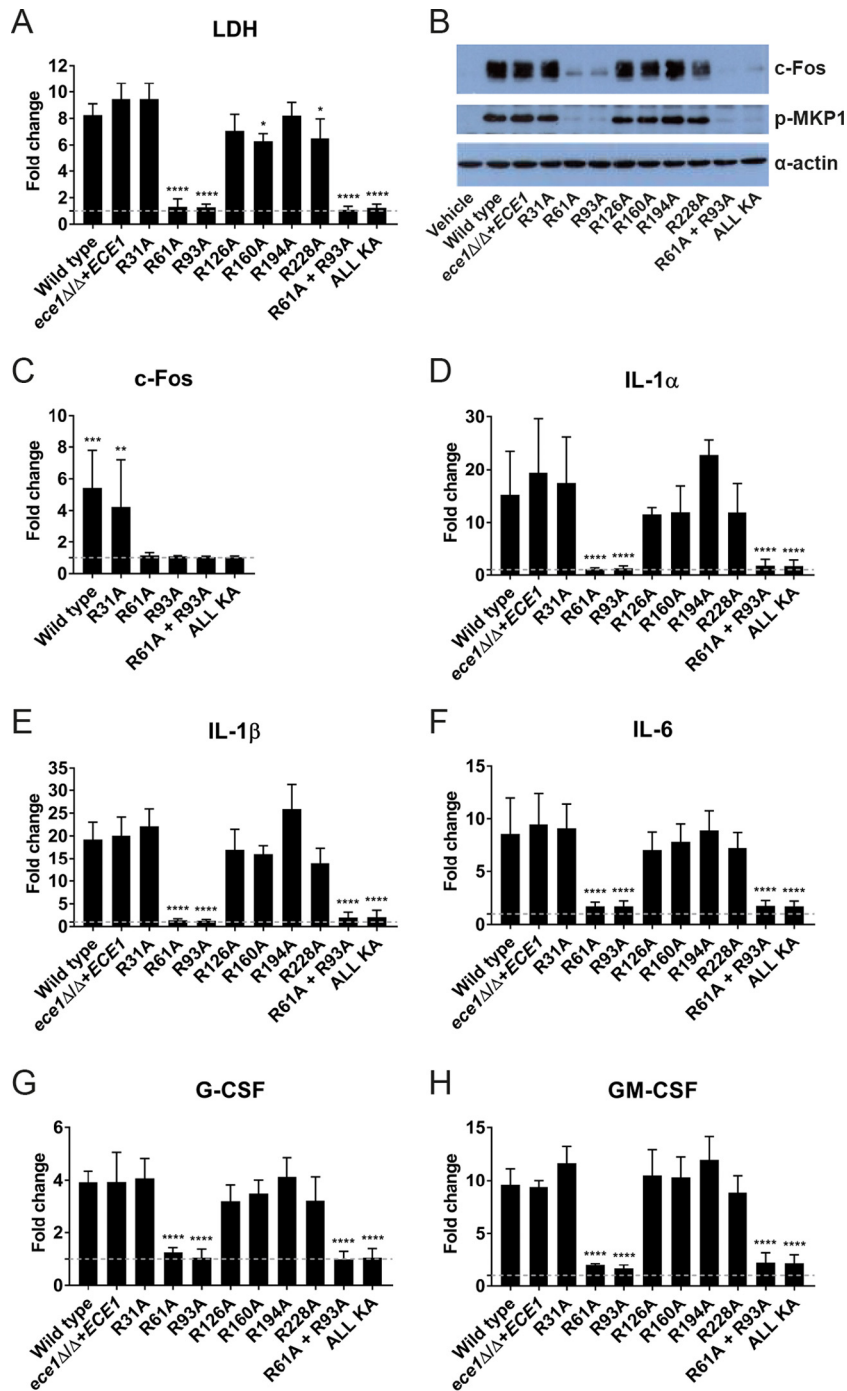 A
LDH
Fold change
12
10
8
6
4
2
0
* *
**** **** **** ****
Wild type
ece1Δ/Δ+ECE1
R31A
R61A
R93A
R126A
R160A
R194A
R228A
R61A + R93A
ALL KA
B
c-Fos
p-MKP1
α-actin
Vehicle
Wild type
ece1Δ/Δ+ECE1
R31A
R61A
R93A
R126A
R160A
R194A
R228A
R61A + R93A
ALL KA
C
c-Fos
Fold change
10
8
6
4
2
0
*** **
Wild type
R31A
R61A
R93A
R61A + R93A
ALL KA
D
IL-1α
Fold change
30
20
10
0
**** **** **** ****
Wild type
ece1Δ/Δ+ECE1
R31A
R61A
R93A
R126A
R160A
R194A
R228A
R61A + R93A
ALL KA
E
IL-1β
Fold change
35
30
25
20
15
10
5
0
**** **** **** ****
Wild type
ece1Δ/Δ+ECE1
R31A
R61A
R93A
R126A
R160A
R194A
R228A
R61A + R93A
ALL KA
F
IL-6
Fold change
15
10
5
0
**** **** **** ****
Wild type
ece1Δ/Δ+ECE1
R31A
R61A
R93A
R126A
R160A
R194A
R228A
R61A + R93A
ALL KA
G
G-CSF
Fold change
6
4
2
0
**** **** **** ****
Wild type
ece1Δ/Δ+ECE1
R31A
R61A
R93A
R126A
R160A
R194A
R228A
R61A + R93A
ALL KA
H
GM-CSF
Fold change
15
10
5
0
**** **** **** ****
Wild type
ece1Δ/Δ+ECE1
R31A
R61A
R93A
R126A
R160A
R194A
R228A
R61A + R93A
ALL KA